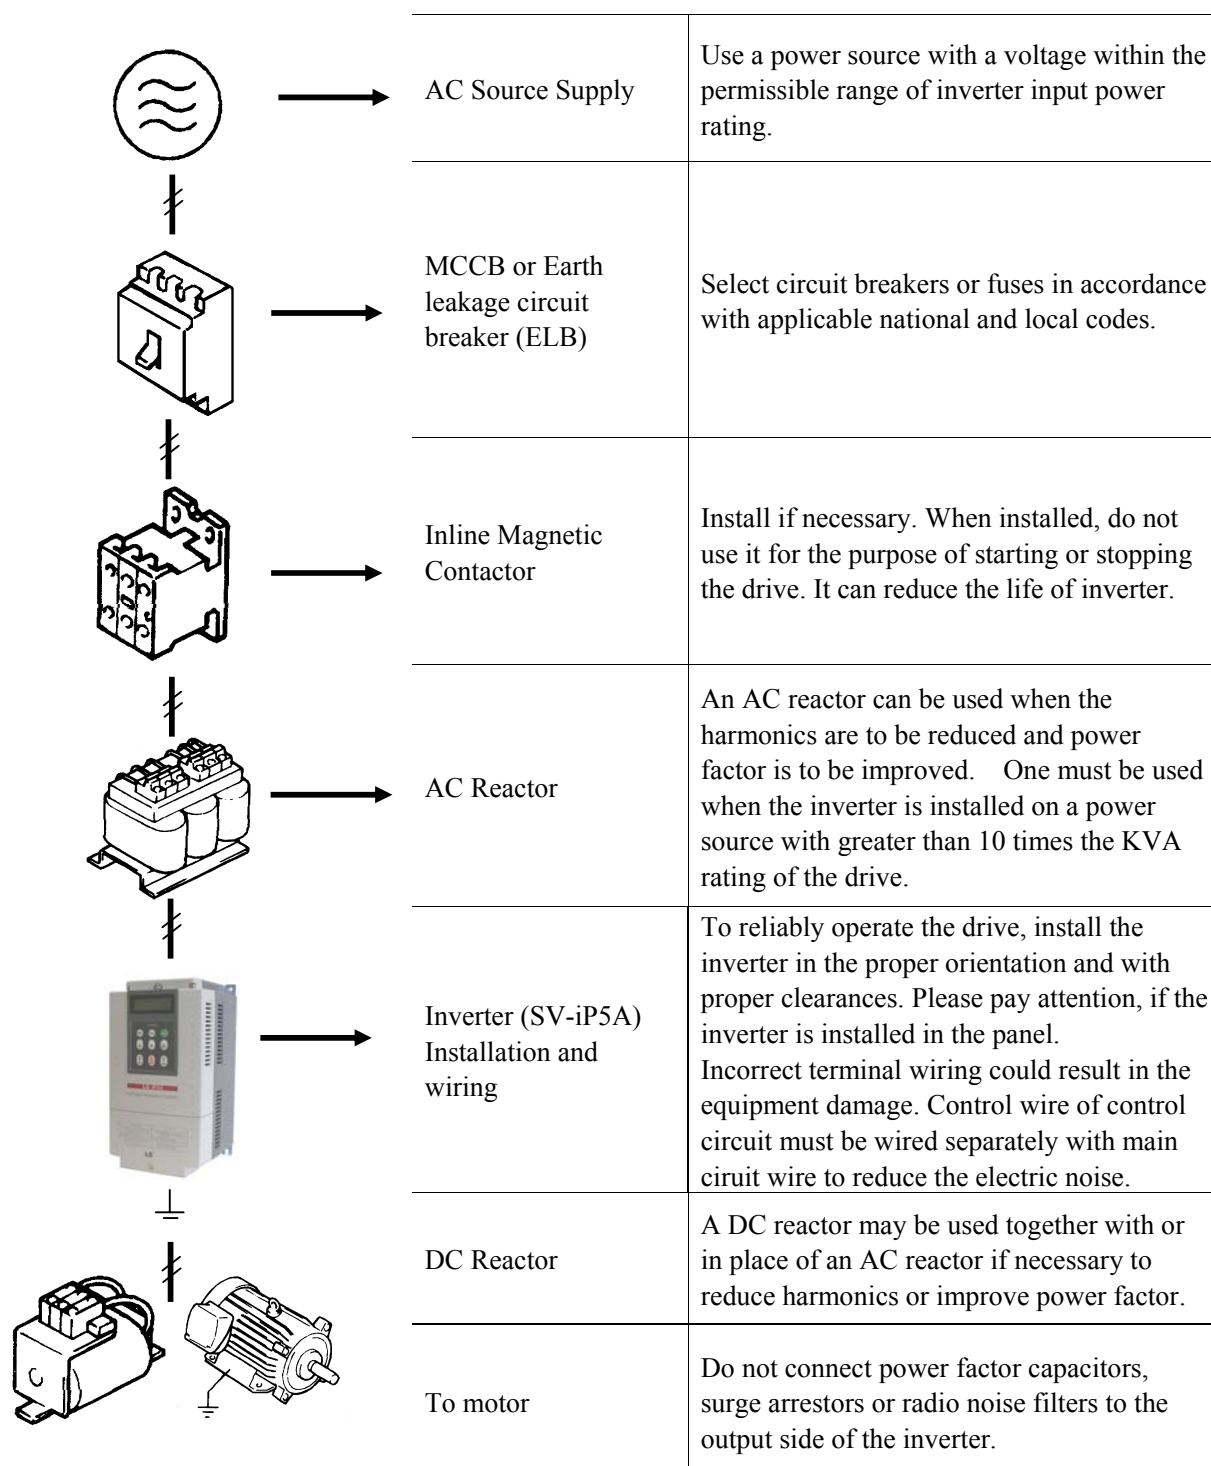 AC Source Supply
Use a power source with a voltage within the
permissible range of inverter input power
rating.
MCCB or Earth
leakage circuit
breaker (ELB)
Select circuit breakers or fuses in accordance
with applicable national and local codes.
Inline Magnetic
Contactor
Install if necessary. When installed, do not
use it for the purpose of starting or stopping
the drive. It can reduce the life of inverter.
AC Reactor
An AC reactor can be used when the
harmonics are to be reduced and power
factor is to be improved.    One must be used
when the inverter is installed on a power
source with greater than 10 times the KVA
rating of the drive.
Inverter (SV-iP5A)
Installation and
wiring
To reliably operate the drive, install the
inverter in the proper orientation and with
proper clearances. Please pay attention, if the
inverter is installed in the panel.
Incorrect terminal wiring could result in the
equipment damage. Control wire of control
circuit must be wired separately with main
ciruit wire to reduce the electric noise.
DC Reactor
A DC reactor may be used together with or
in place of an AC reactor if necessary to
reduce harmonics or improve power factor.
To motor
Do not connect power factor capacitors,
surge arrestors or radio noise filters to the
output side of the inverter.